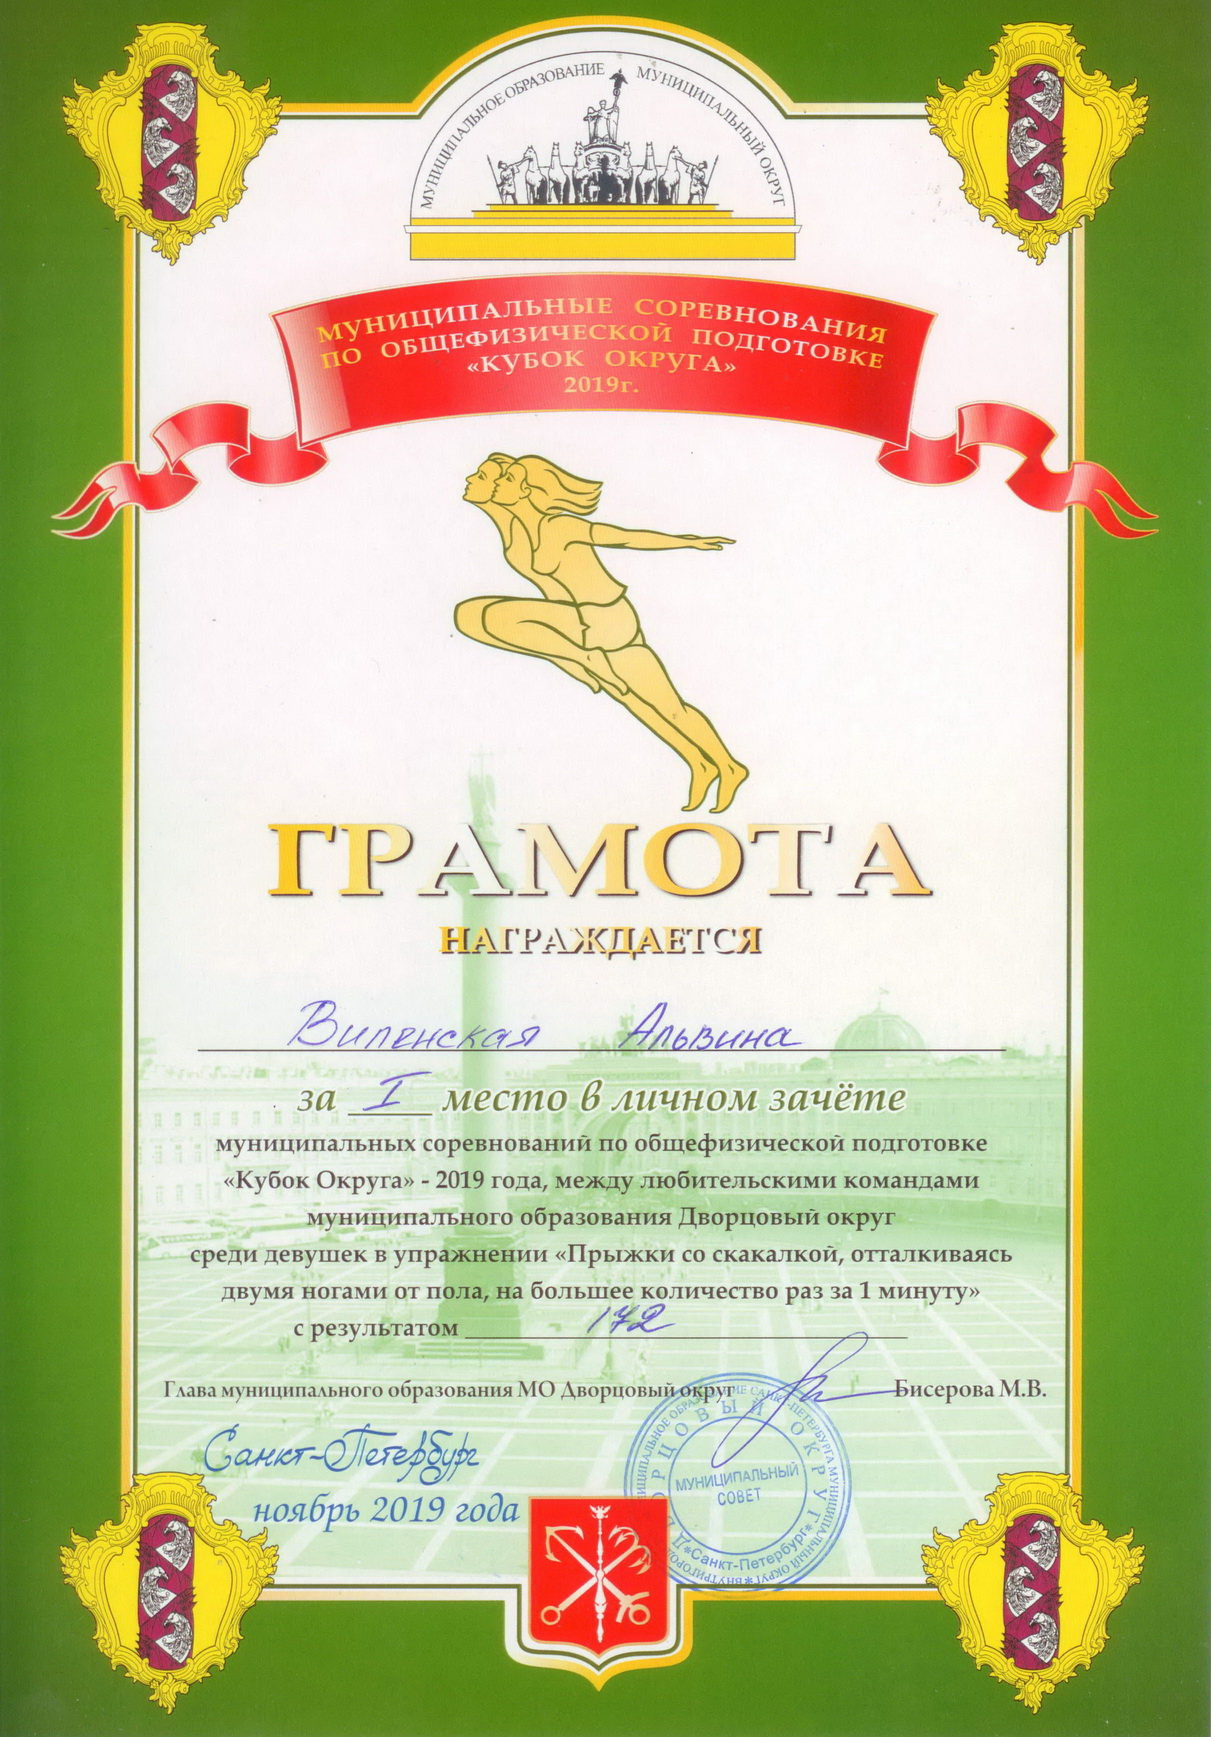 МУНИЦИПАЛЬНОЕ ОБРАЗОВАНИЕ МУНИЦИПАЛЬНЫЙ ОКРУГ
МУНИЦИПАЛЬНЫЕ СОРЕВНОВАНИЯ
ПО ОБЩЕФИЗИЧЕСКОЙ ПОДГОТОВКЕ
«КУБОК ОКРУГА»
2019г.
ГРАМОТА
НАГРАЖДАЕТСЯ
Виленская Альвина
за I место в личном зачёте
муниципальных соревнований по общефизической подготовке
«Кубок Округа» - 2019 года, между любительскими командами
муниципального образования Дворцовый округ
среди девушек в упражнении «Прыжки со скакалкой, отталкиваясь
двумя ногами от пола, на большее количество раз за 1 минуту»
с результатом 172
Глава муниципального образования МО Дворцовый округ Бисерова М.В.
Санкт-Петербург
ноябрь 2019 года
МУНИЦИПАЛЬНЫЙ
СОВЕТ
*Санкт-Петербург*